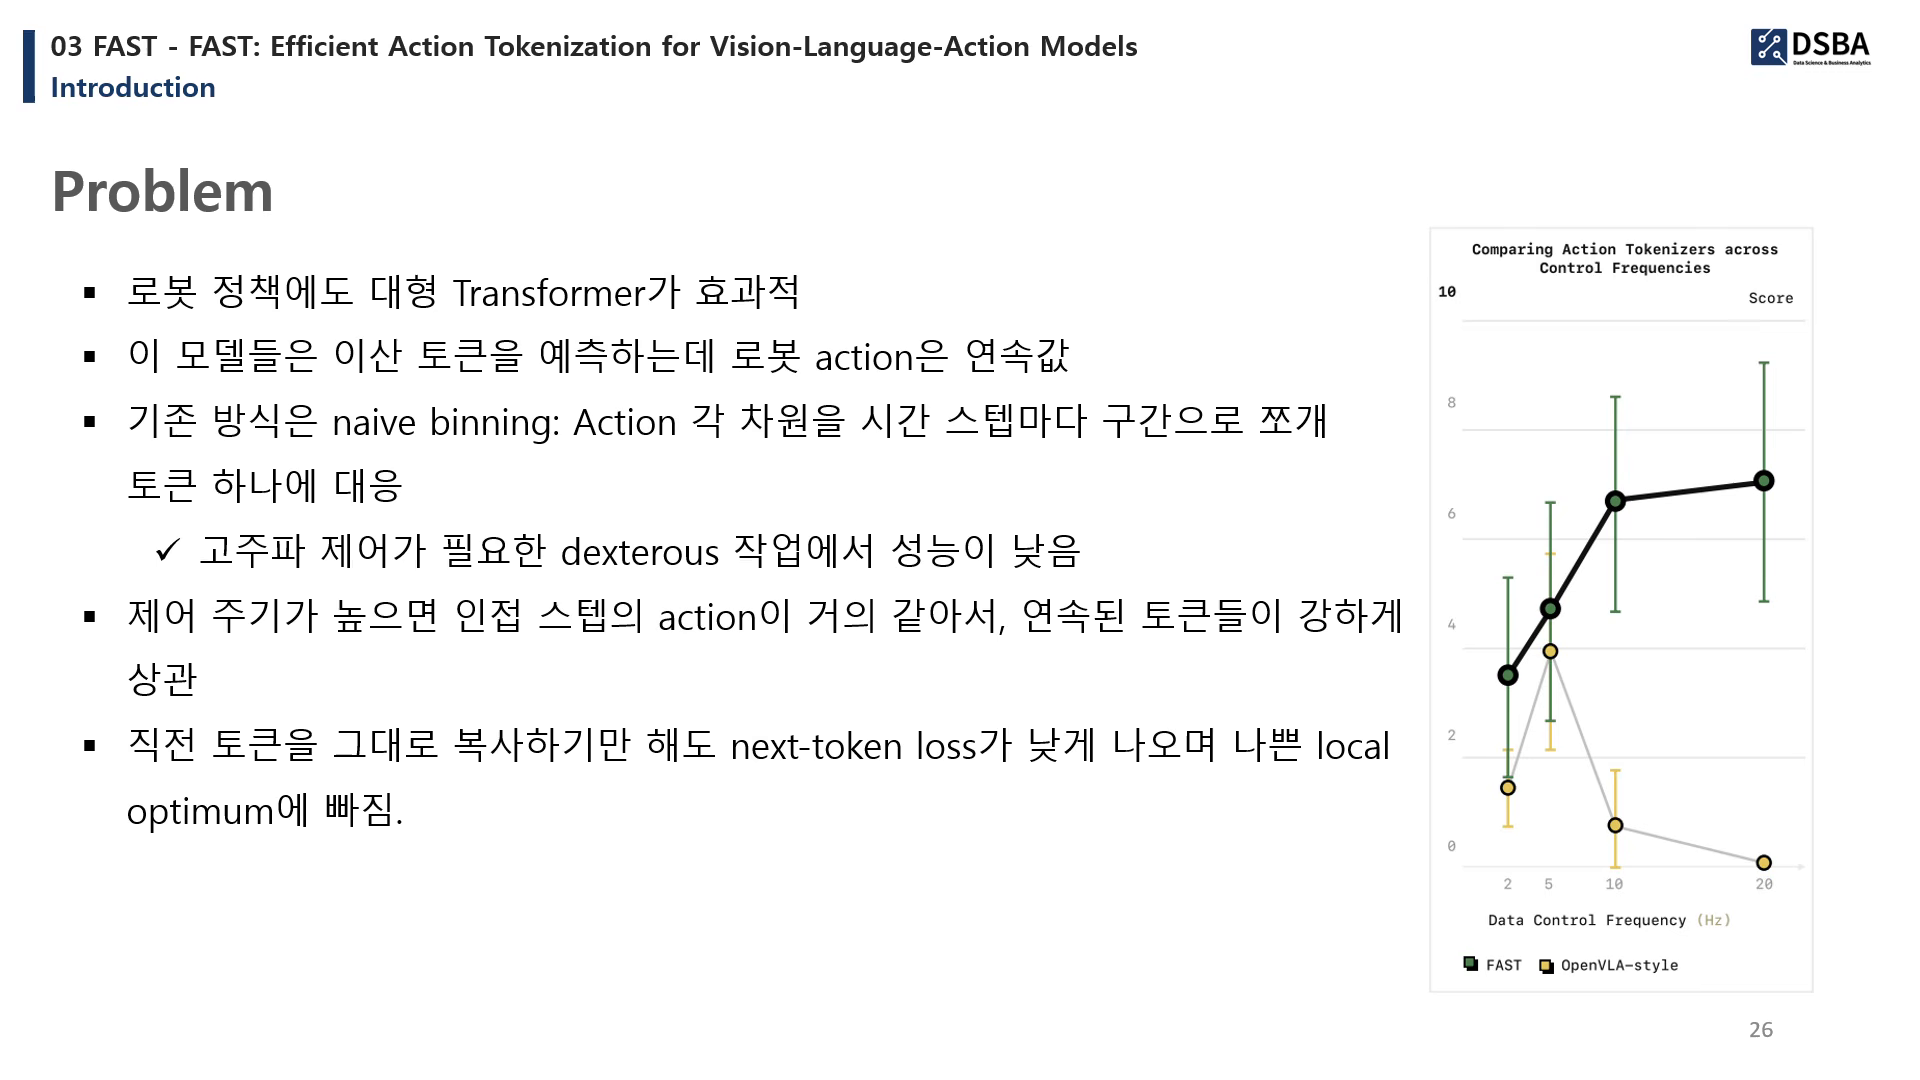 03 FAST - FAST: Efficient Action Tokenization for Vision-Language-Action Models
Introduction
DSBA
Data Science & Business Analytics
Problem
▪ 로봇 정책에도 대형 Transformer가 효과적
▪ 이 모델들은 이산 토큰을 예측하는데 로봇 action은 연속값
▪ 기존 방식은 naive binning: Action 각 차원을 시간 스텝마다 구간으로 쪼개
토큰 하나에 대응
✓ 고주파 제어가 필요한 dexterous 작업에서 성능이 낮음
▪ 제어 주기가 높으면 인접 스텝의 action이 거의 같아서, 연속된 토큰들이 강하게
상관
▪ 직전 토큰을 그대로 복사하기만 해도 next-token loss가 낮게 나오며 나쁜 local
optimum에 빠짐.
Comparing Action Tokenizers across
Control Frequencies
10
Score
8
6
4
2
0
2 5 10 20
Data Control Frequency (Hz)
FAST OpenVLA-style
26